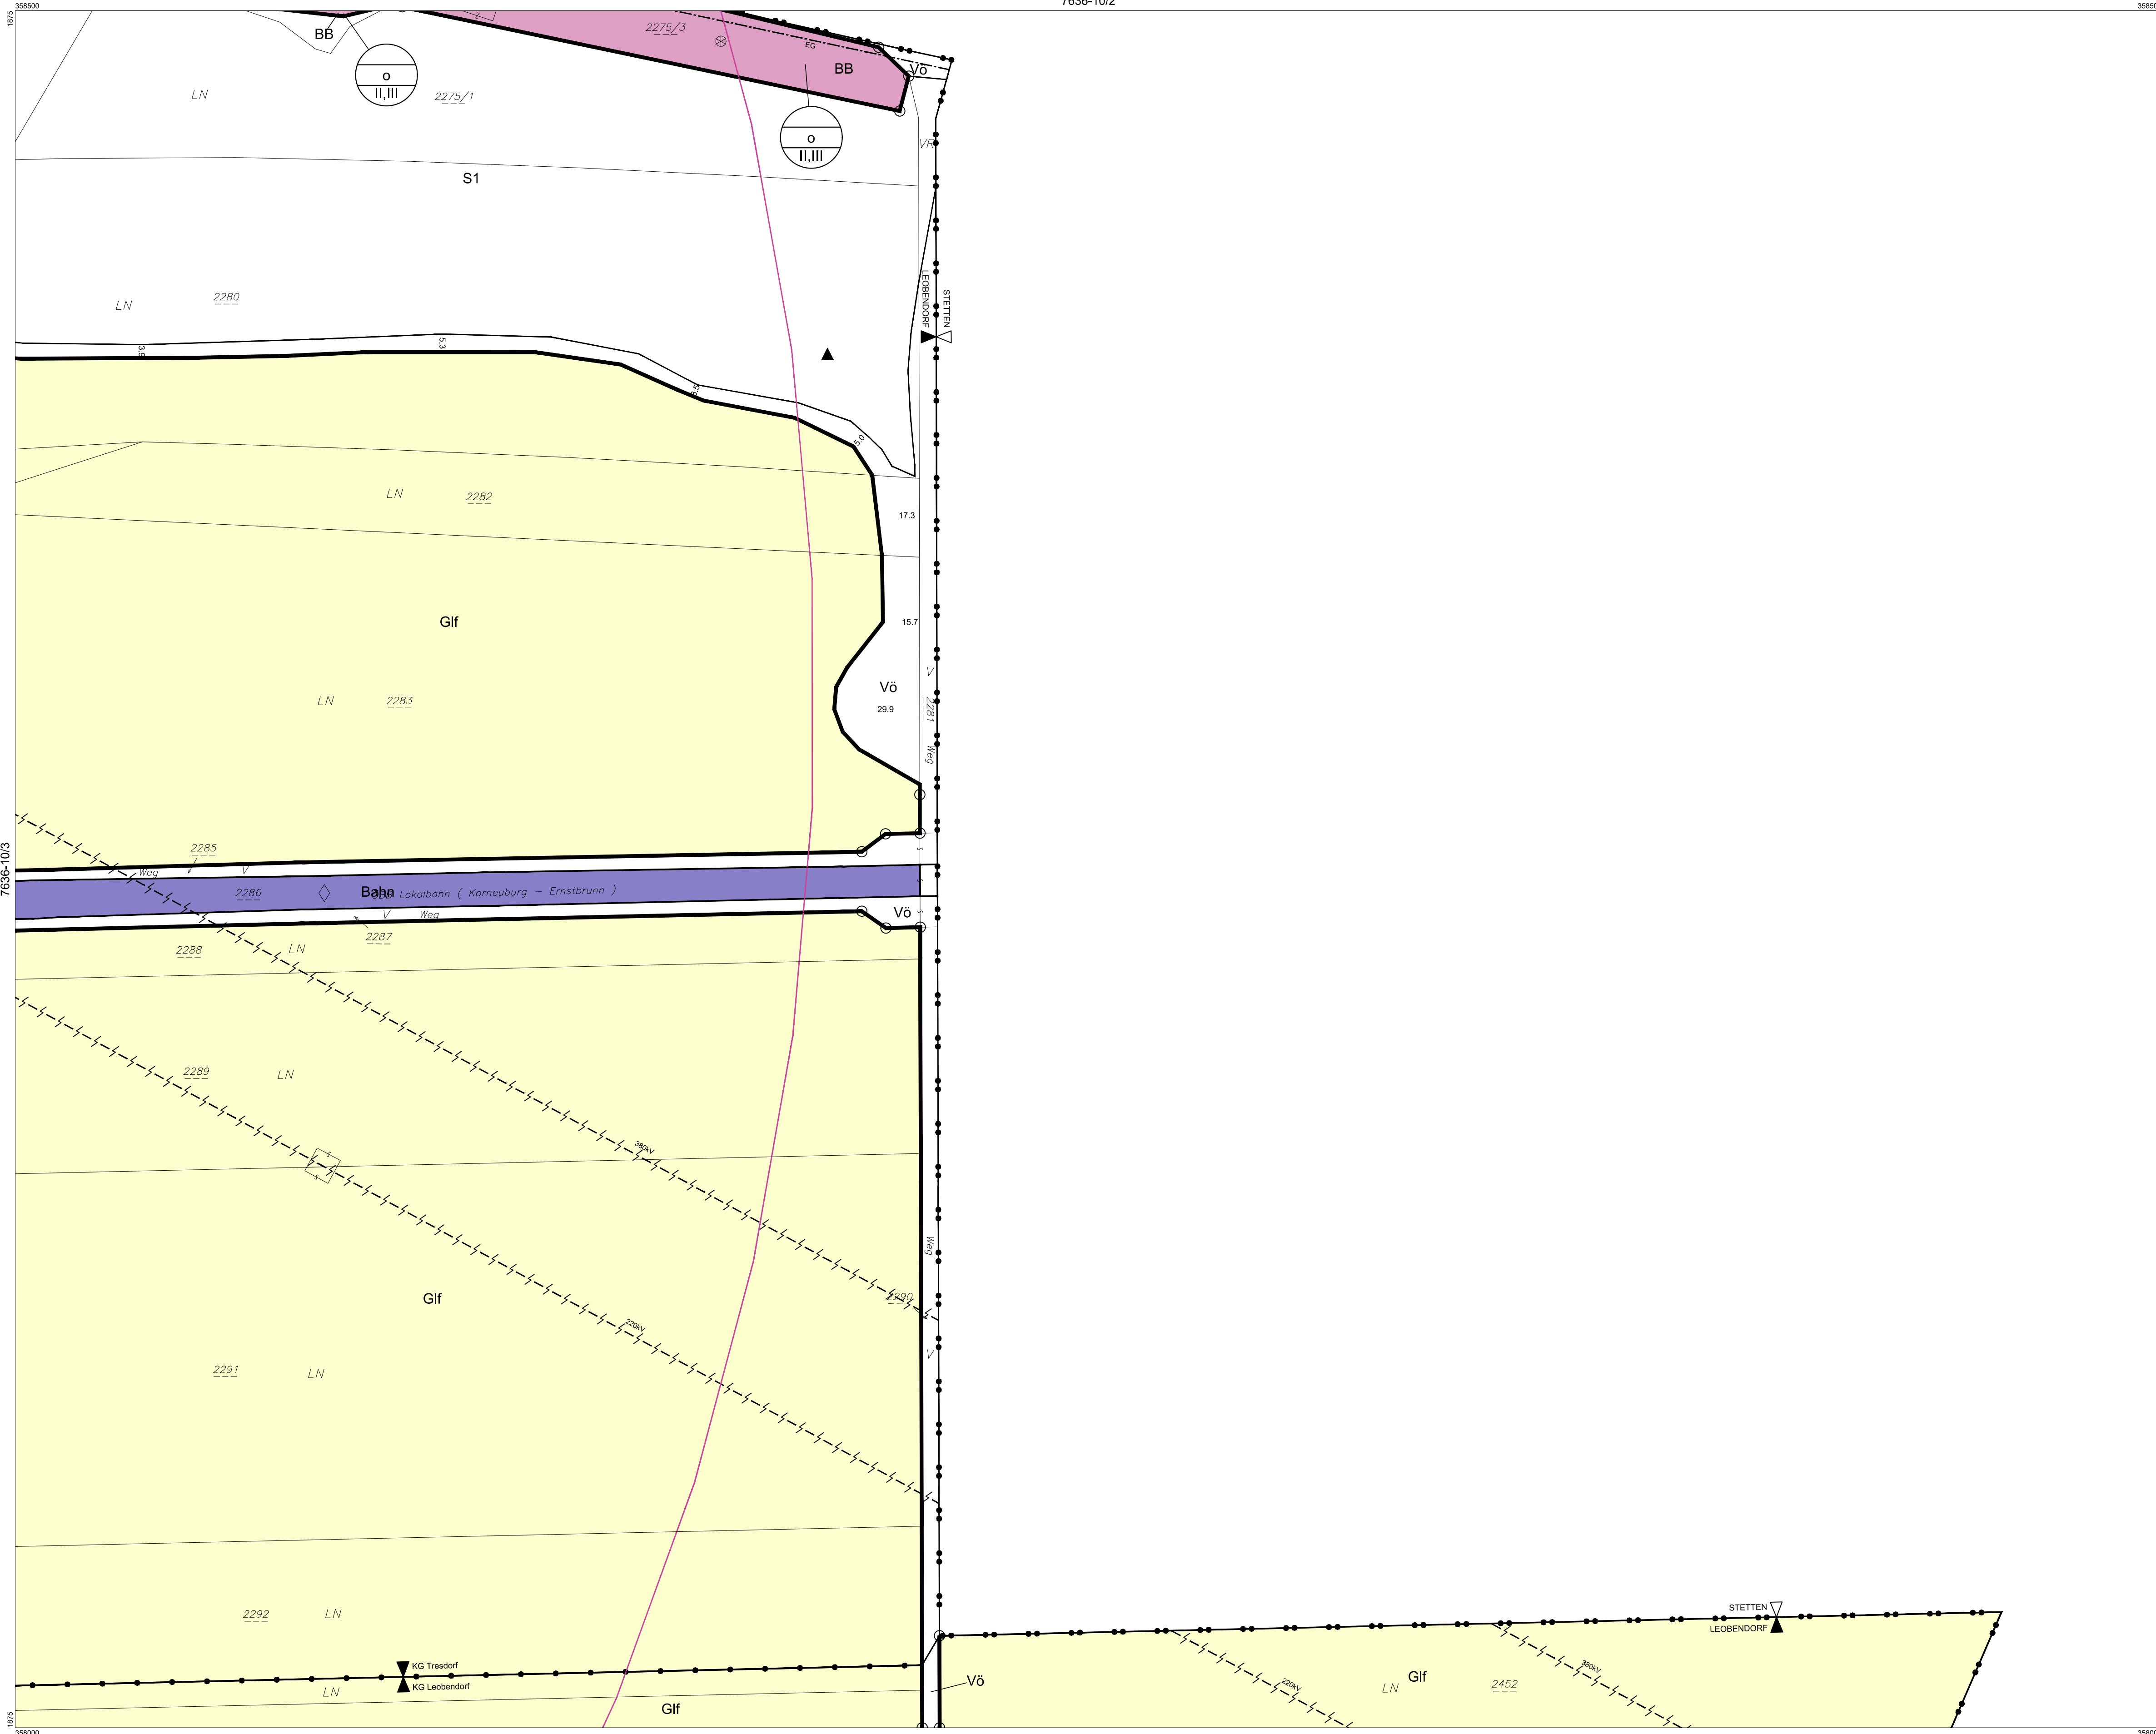 7636-10/2
358500
1875
BB
o
II,III
LN
2275/1
2275/3
EG
BB
Vö
o
II,III
VR
S1
LEOBENDORF
STETTEN
LN
2280
3.9
5.3
8.5
5.0
LN
2282
17.3
Glf
15.7
V
LN
2283
Vö
29.9
2281
Weg
7636-10/3
2285
Weg
V
2286
Bahn
Lokalbahn ( Korneuburg - Ernstbrunn )
V
Weg
Vö
2287
2288
LN
2289
LN
380kV
Weg
2290
Glf
220kV
V
2291
LN
2292
LN
STETTEN
LEOBENDORF
KG Tresdorf
KG Leobendorf
LN
Glf
Vö
220kV
LN
Glf
2452
380kV
1875
358000